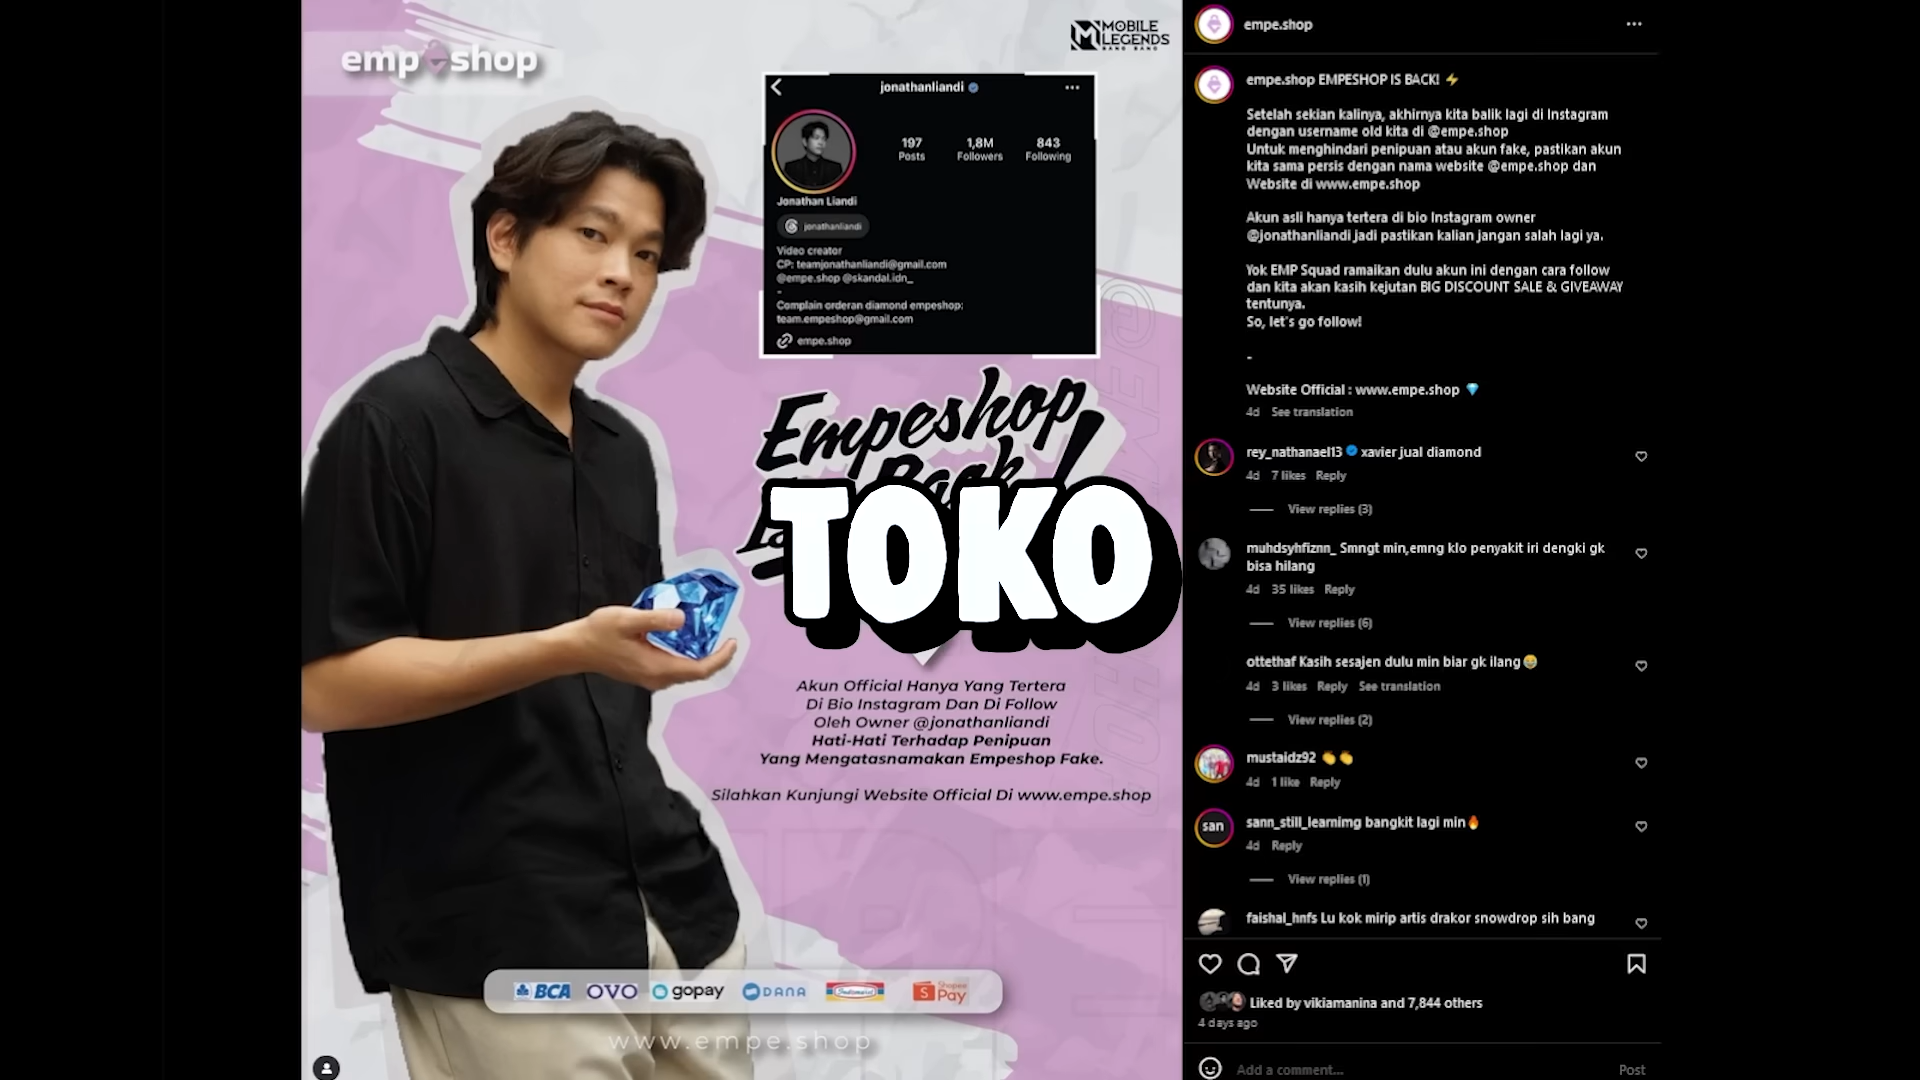 emp shop
MOBILE
LEGENDS
BANG BANG
jonathanliandi
197
Posts
1,8M
Followers
843
Following
Jonathan Liandi
jonathanliandi
Video creator
CP: teamjonathanliandi@gmail.com
@empe.shop @skandal.idn_
-
Complain orderan diamond empeshop:
team.empeshop@gmail.com
empe.shop
Empeshop
Back
TOKO
Akun Official Hanya Yang Tertera
Di Bio Instagram Dan Di Follow
Oleh Owner @jonathanliandi
Hati-Hati Terhadap Penipuan
Yang Mengatasnamakan Empeshop Fake.
Silahkan Kunjungi Website Official Di www.empe.shop
BCA OVO gopay DANA Indomaret Shopee Pay
www.empe.shop
empe.shop
empe.shop EMPESHOP IS BACK! ⚡
Setelah sekian kalinya, akhirnya kita balik lagi di Instagram
dengan username old kita di @empe.shop
Untuk menghindari penipuan atau akun fake, pastikan akun
kita sama persis dengan nama website @empe.shop dan
Website di www.empe.shop
Akun asli hanya tertera di bio Instagram owner
@jonathanliandi jadi pastikan kalian jangan salah lagi ya.
Yok EMP Squad ramaikan dulu akun ini dengan cara follow
dan kita akan kasih kejutan BIG DISCOUNT SALE & GIVEAWAY
tentunya.
So, let's go follow!
-
Website Official : www.empe.shop 💎
4d See translation
rey_nathanael13 xavier jual diamond
4d 7 likes Reply
View replies (3)
muhdsyhfiznn_ Smngt min,emng klo penyakit iri dengki gk
bisa hilang
4d 35 likes Reply
View replies (6)
ottethaf Kasih sesajen dulu min biar gk ilang😂
4d 3 likes Reply See translation
View replies (2)
mustaidz92 👏👏
4d 1 like Reply
san
sann_still_learnimg bangkit lagi min🔥
4d Reply
View replies (1)
faishal_hnfs Lu kok mirip artis drakor snowdrop sih bang
Liked by vikiamanina and 7,844 others
4 days ago
Add a comment...
Post